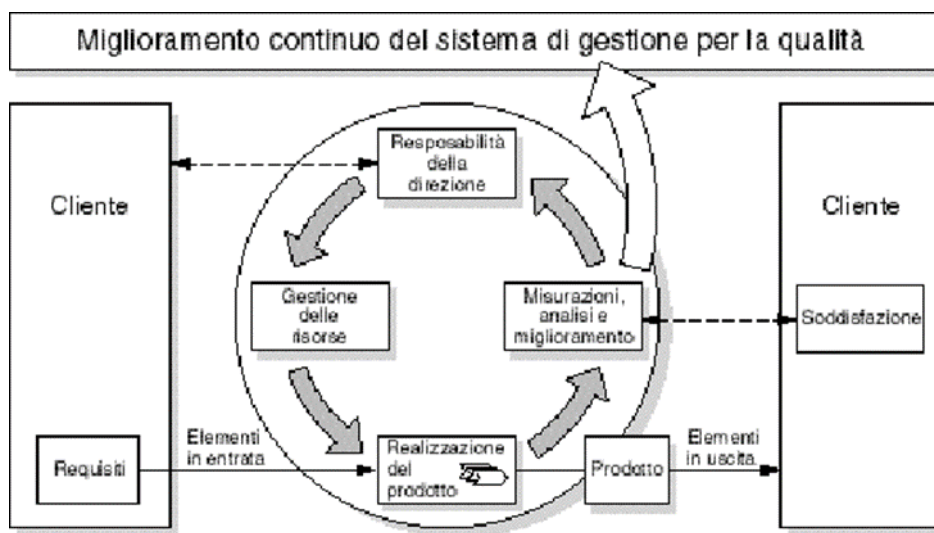 Miglioramento continuo del sistema di gestione per la qualità
Cliente
Requisiti
Resposabilità
della
direzione
Gestione
delle
risorse
Misurazioni,
analisi e
miglioramento
Elementi
in entrata
Realizzazione
del
prodotto
Prodotto
Elementi
in uscita
Cliente
Soddisfazione